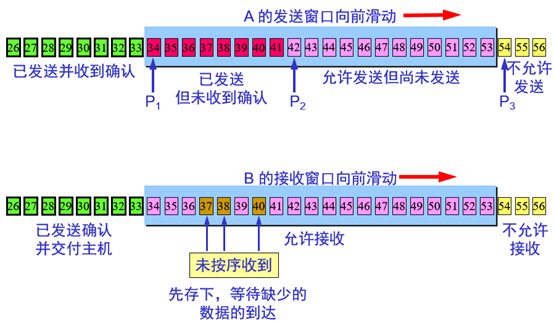 A 的发送窗口向前滑动
26 27 28 29 30 31 32 33 34 35 36 37 38 39 40 41 42 43 44 45 46 47 48 49 50 51 52 53 54 55 56
已发送并收到确认
已发送
但未收到确认
允许发送但尚未发送
不允许
发送
P1
P2
P3
B 的接收窗口向前滑动
26 27 28 29 30 31 32 33 34 35 36 37 38 39 40 41 42 43 44 45 46 47 48 49 50 51 52 53 54 55 56
已发送确认
并交付主机
允许接收
不允许
接收
未按序收到
先存下，等待缺少的
数据的到达